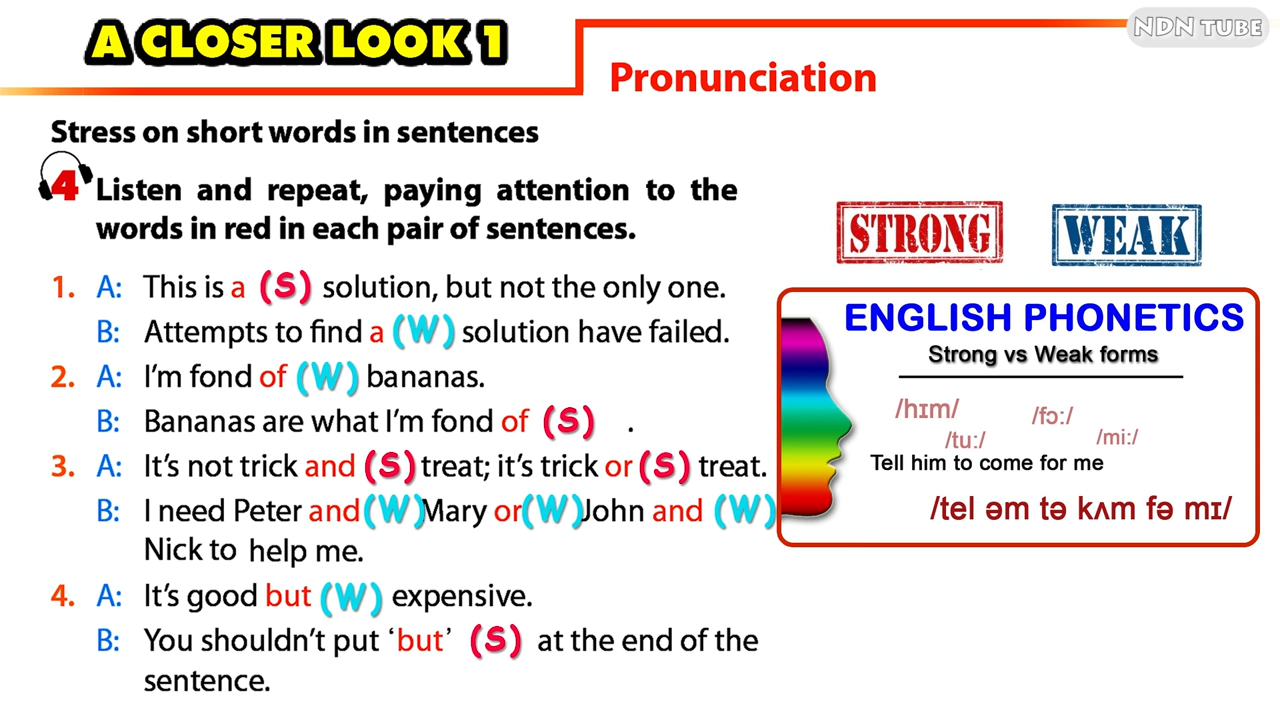 A CLOSER LOOK 1
NDN TUBE
Pronunciation
Stress on short words in sentences
4 Listen and repeat, paying attention to the
words in red in each pair of sentences.
1. A: This is a (S) solution, but not the only one.
B: Attempts to find a (W) solution have failed.
2. A: I'm fond of (W) bananas.
B: Bananas are what I'm fond of (S) .
3. A: It's not trick and (S) treat; it's trick or (S) treat.
B: I need Peter and (W) Mary or (W) John and (W)
Nick to help me.
4. A: It's good but (W) expensive.
B: You shouldn't put ‘but’ (S) at the end of the
sentence.
STRONG
WEAK
ENGLISH PHONETICS
Strong vs Weak forms
/hɪm/ /fɔː/
/tuː/ /miː/
Tell him to come for me
/tel əm tə kʌm fə mɪ/